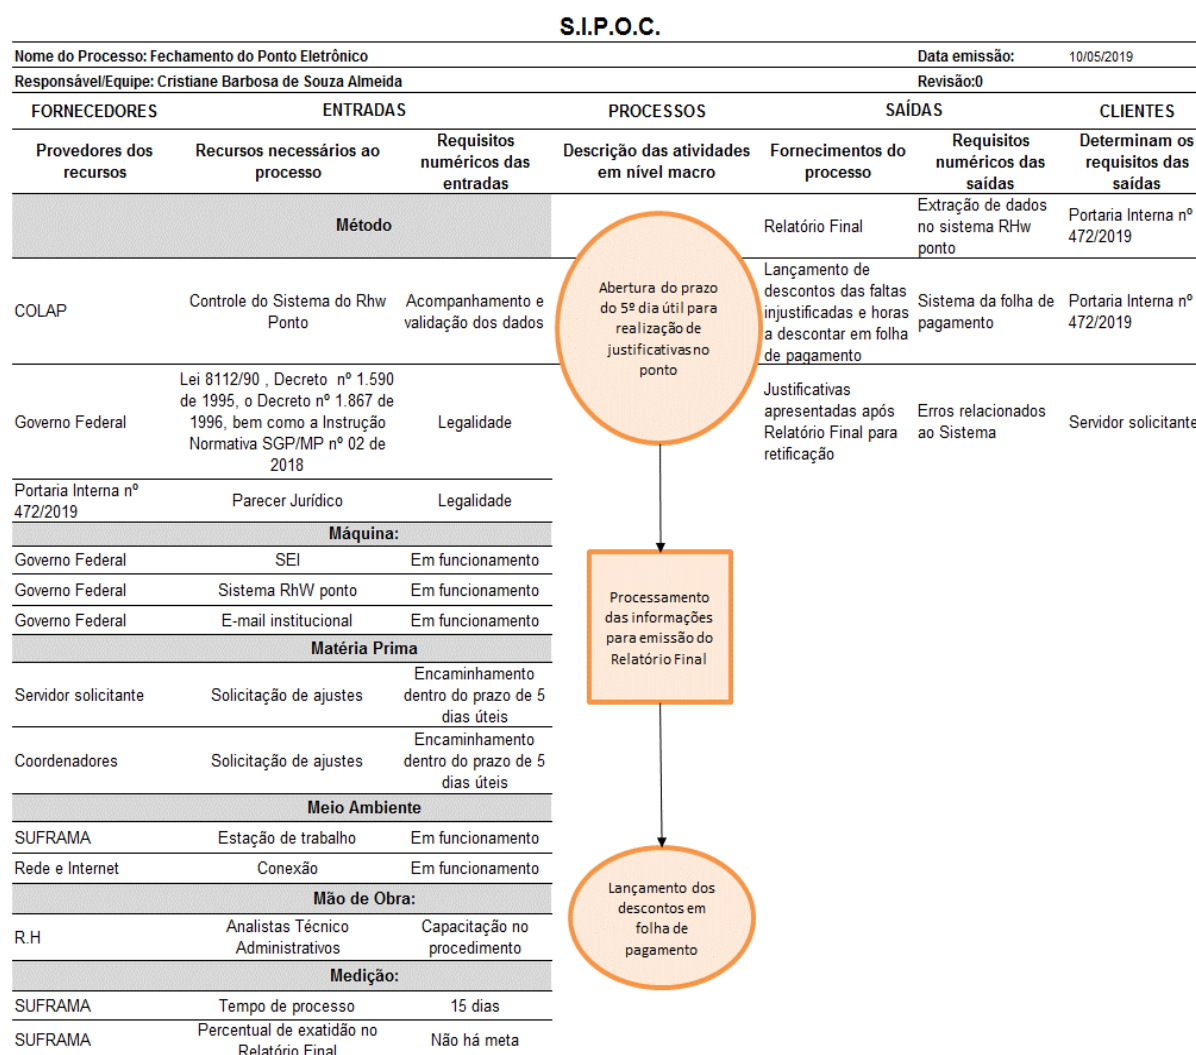 S.I.P.O.C.
Nome do Processo: Fechamento do Ponto Eletrônico
Data emissão:
10/05/2019
Responsável/Equipe: Cristiane Barbosa de Souza Almeida
Revisão:0
FORNECEDORES
ENTRADAS
PROCESSOS
SAÍDAS
CLIENTES
Provedores dos
recursos
Recursos necessários ao
processo
Requisitos
numéricos das
entradas
Descrição das atividades
em nível macro
Fornecimentos do
processo
Requisitos
numéricos das
saídas
Determinam os
requisitos das
saídas
Método
Relatório Final
Extração de dados
no sistema RHw
ponto
Portaria Interna nº
472/2019
COLAP
Controle do Sistema do Rhw
Ponto
Acompanhamento e
validação dos dados
Abertura do prazo
do 5º dia útil para
realização de
justificativas no
ponto
Lançamento de
descontos das faltas
injustificadas e horas
a descontar em folha
de pagamento
Sistema da folha de
pagamento
Portaria Interna nº
472/2019
Governo Federal
Lei 8112/90 , Decreto nº 1.590
de 1995, o Decreto nº 1.867 de
1996, bem como a Instrução
Normativa SGP/MP nº 02 de
2018
Legalidade
Justificativas
apresentadas após
Relatório Final para
retificação
Erros relacionados
ao Sistema
Servidor solicitante
Portaria Interna nº
472/2019
Parecer Jurídico
Legalidade
Máquina:
Governo Federal
SEI
Em funcionamento
Governo Federal
Sistema RhW ponto
Em funcionamento
Governo Federal
E-mail institucional
Em funcionamento
Processamento
das informações
para emissão do
Relatório Final
Matéria Prima
Servidor solicitante
Solicitação de ajustes
Encaminhamento
dentro do prazo de 5
dias úteis
Coordenadores
Solicitação de ajustes
Encaminhamento
dentro do prazo de 5
dias úteis
Meio Ambiente
SUFRAMA
Estação de trabalho
Em funcionamento
Rede e Internet
Conexão
Em funcionamento
Mão de Obra:
R.H
Analistas Técnico
Administrativos
Capacitação no
procedimento
Lançamento dos
descontos em
folha de
pagamento
Medição:
SUFRAMA
Tempo de processo
15 dias
SUFRAMA
Percentual de exatidão no
Relatório Final
Não há meta